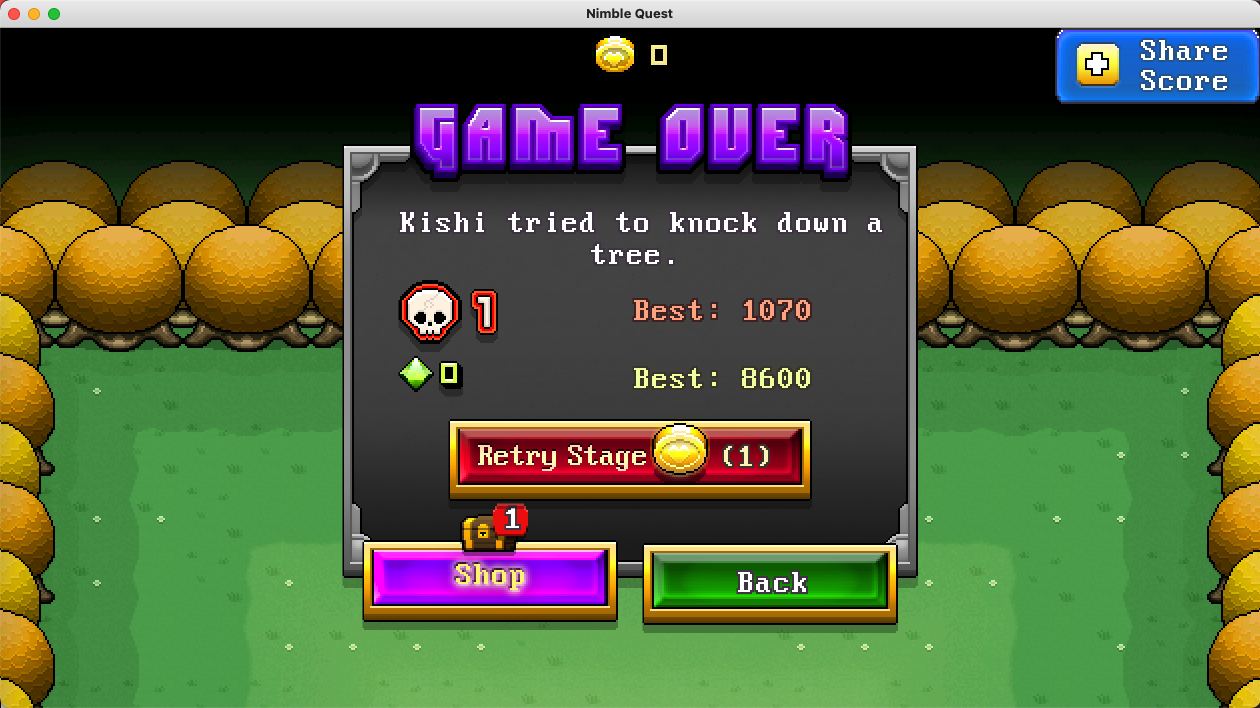 Nimble Quest
0
Share
Score
GAME OVER
Kishi tried to knock down a
tree.
1 Best: 1070
0 Best: 8600
Retry Stage (1)
1
Shop
Back